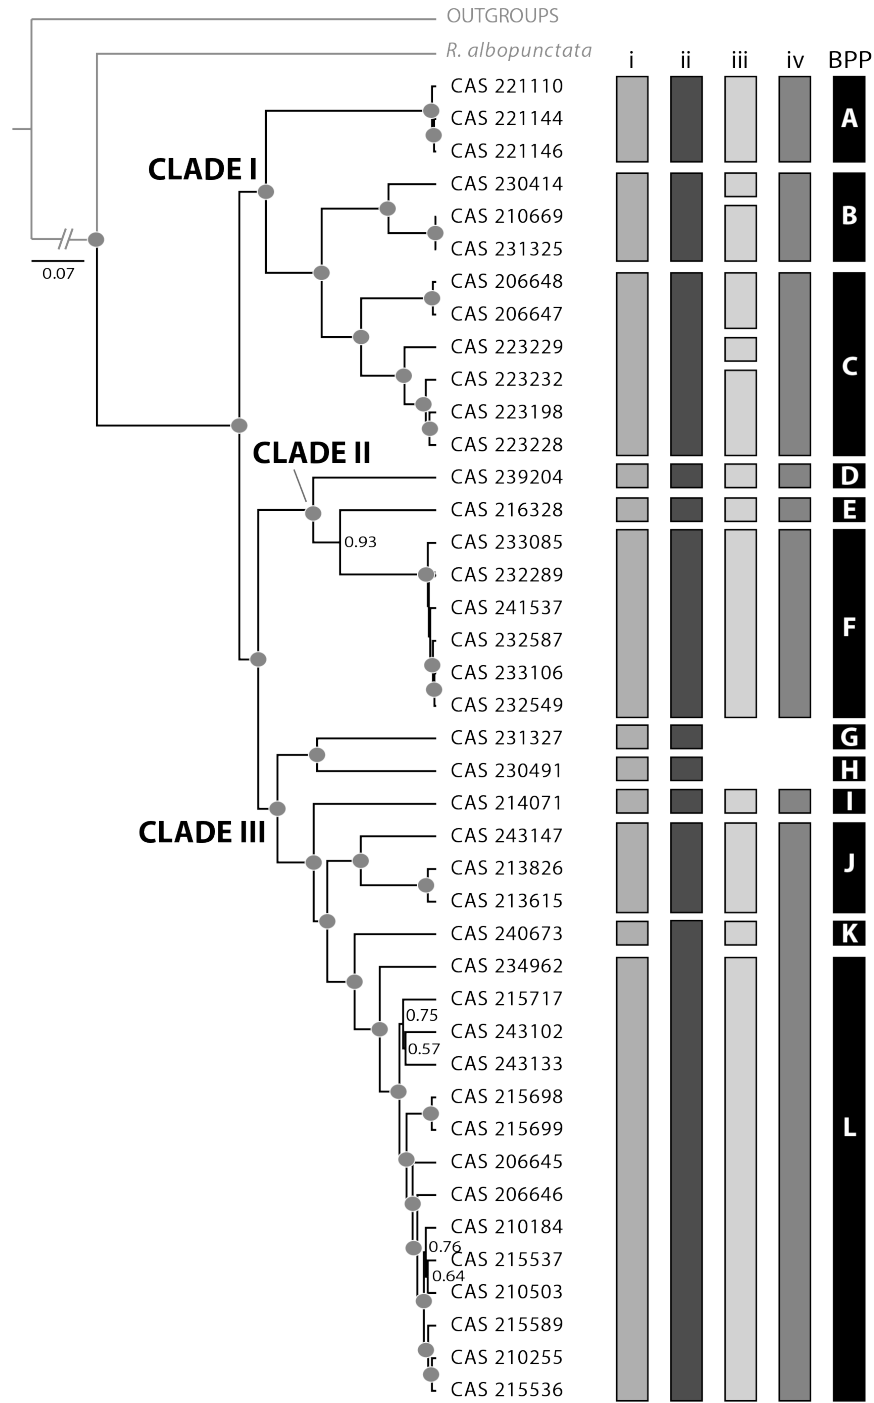 OUTGROUPS
R. albopunctata
i ii iii iv BPP
CAS 221110
CAS 221144
A
CAS 221146
CLADE I
CAS 230414
CAS 210669
B
CAS 231325
0.07
CAS 206648
CAS 206647
CAS 223229
C
CAS 223232
CAS 223198
CAS 223228
CLADE II
CAS 239204
D
CAS 216328
E
0.93
CAS 233085
CAS 232289
CAS 241537
F
CAS 232587
CAS 233106
CAS 232549
CAS 231327
G
CAS 230491
H
CAS 214071
I
CLADE III
CAS 243147
J
CAS 213826
CAS 213615
CAS 240673
K
CAS 234962
CAS 215717
0.75
CAS 243102
0.57
CAS 243133
CAS 215698
CAS 215699
L
CAS 206645
CAS 206646
CAS 210184
0.76
CAS 215537
0.64
CAS 210503
CAS 215589
CAS 210255
CAS 215536